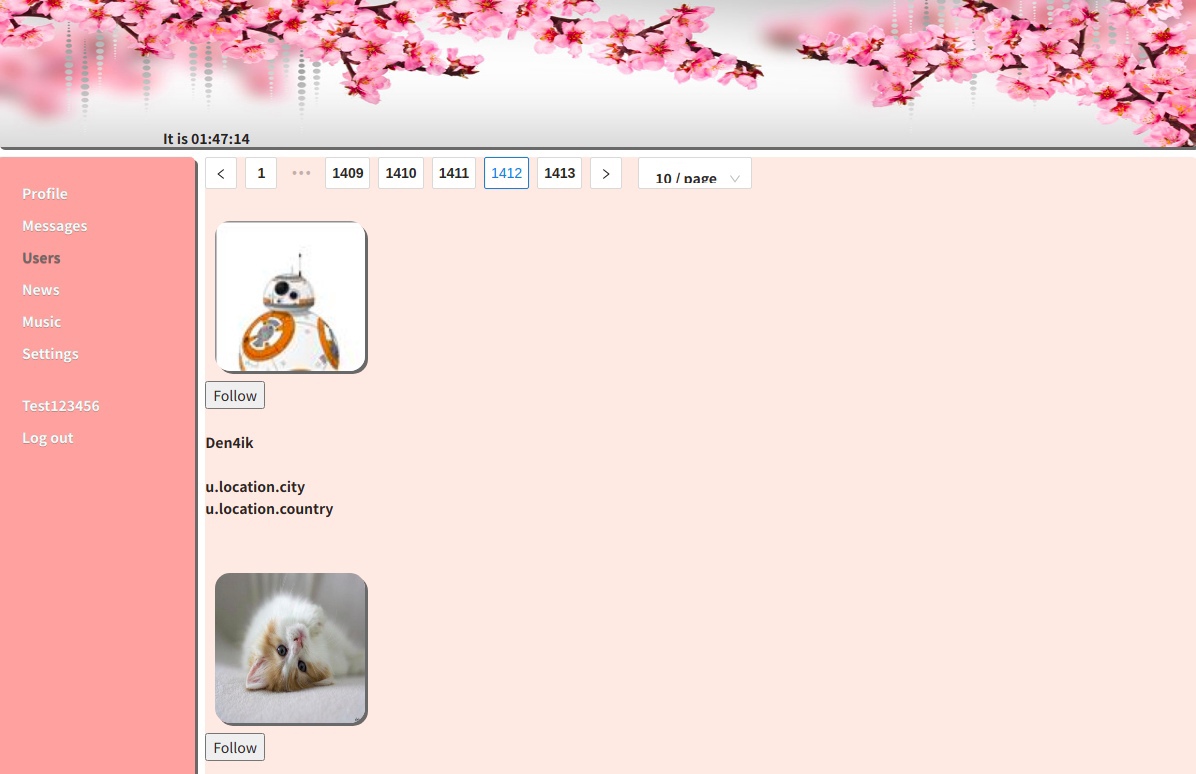 It is 01:47:14
Profile
Messages
Users
News
Music
Settings
Test123456
Log out
< 1 ••• 1409 1410 1411 1412 1413 > 10 / page
Follow
Den4ik
u.location.city
u.location.country
Follow